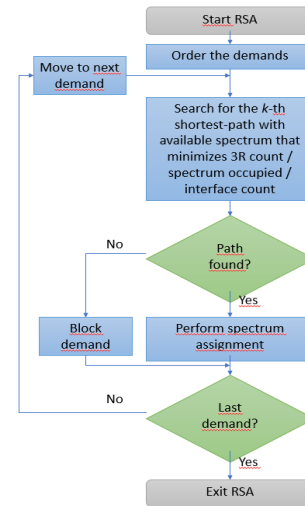 Start RSA
Order the demands
Move to next
demand
Search for the k-th
shortest-path with
available spectrum that
minimizes 3R count /
spectrum occupied /
interface count
No
Path
found?
Yes
Block
demand
Perform spectrum
assignment
No
Last
demand?
Yes
Exit RSA